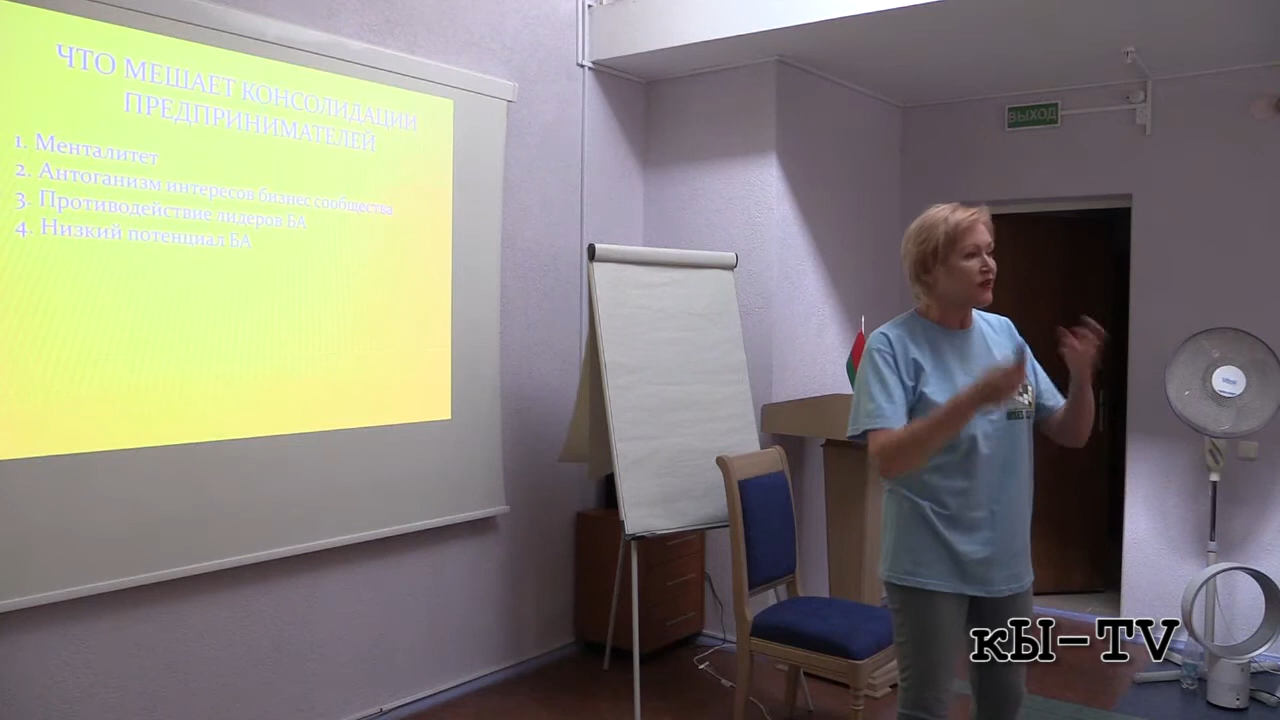 ЧТО МЕШАЕТ КОНСОЛИДАЦИИ
ПРЕДПРИНИМАТЕЛЕЙ
1. Менталитет
2. Антоганизм интересов бизнес сообщества
3. Противодействие лидеров БА
4. Низкий потенциал БА
ВЫХОД
кЫ-TV